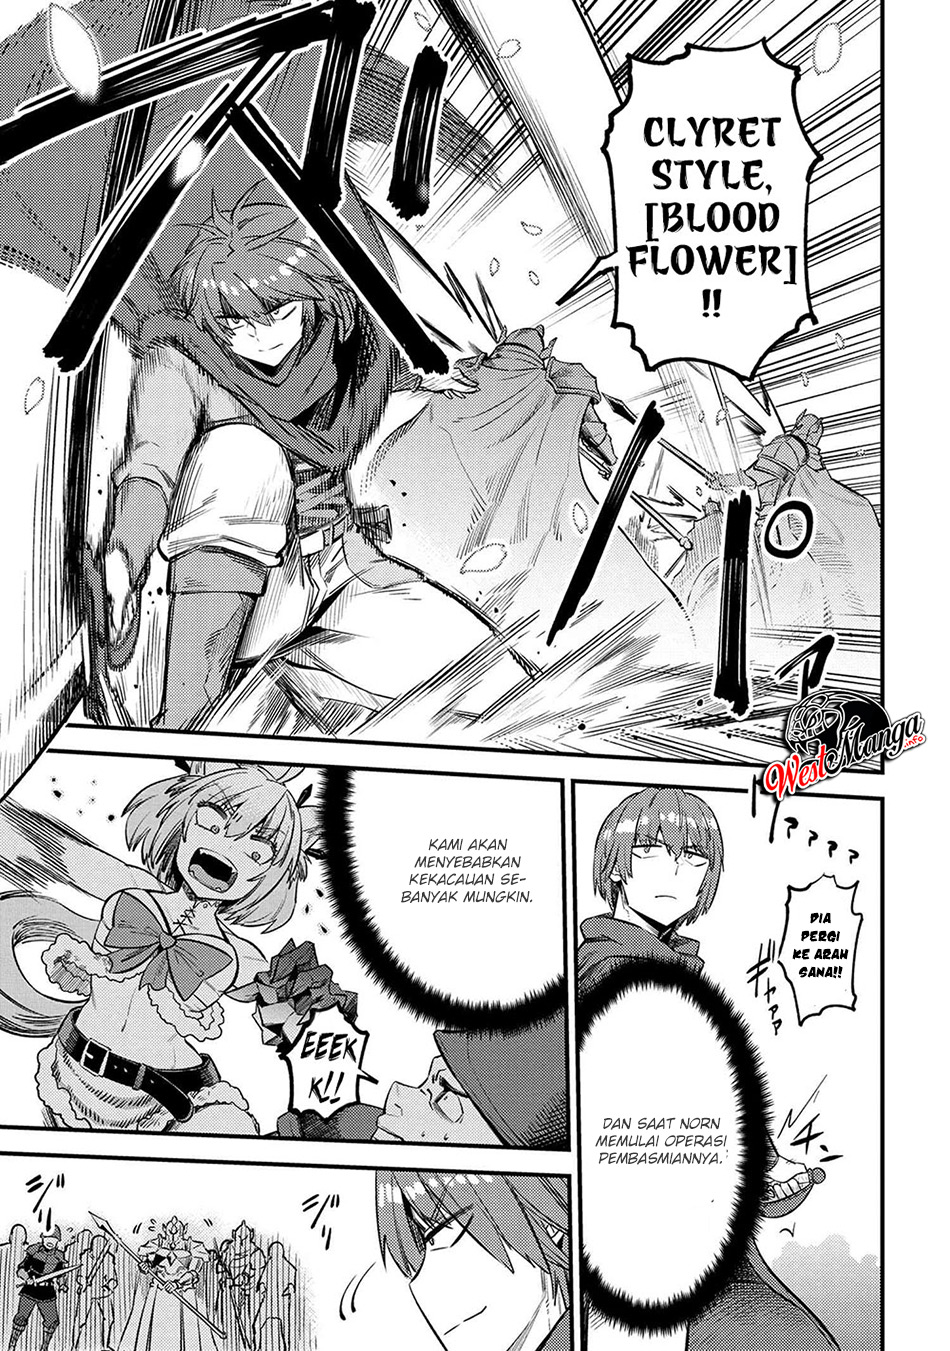 CLYRET
STYLE,
[BLOOD
FLOWER]
!!
WestManga
.info
????????
DIA
PERGI
KE ARAH
SANA!!
KAMI AKAN
MENYEBABKAN
KEKACAUAN SE-
BANYAK MUNGKIN.
EEEK
K!!
DAN SAAT NORN
MEMULAI OPERASI
PEMBASMIANNYA.